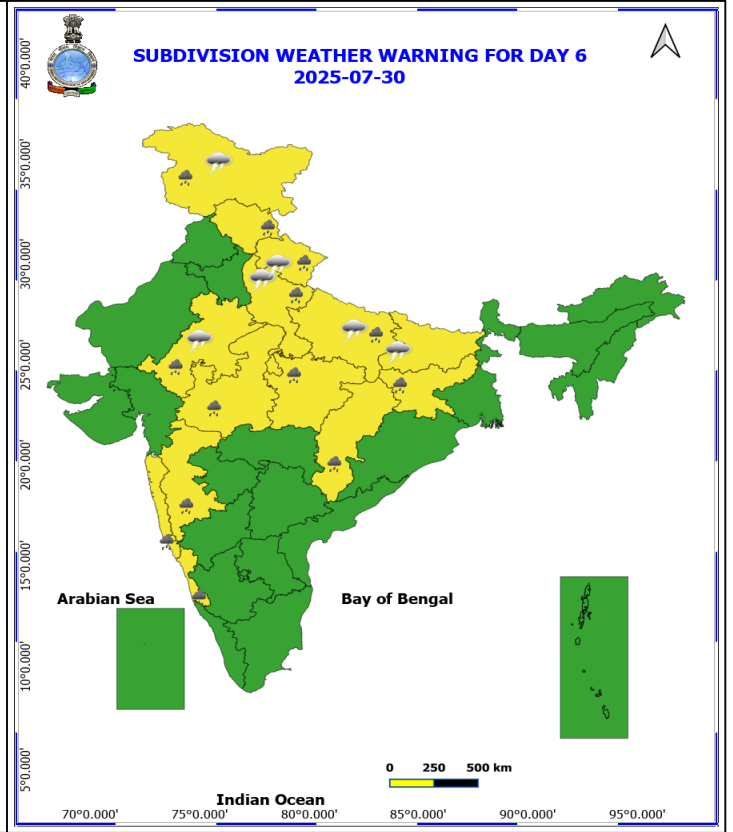 SUBDIVISION WEATHER WARNING FOR DAY 6
2025-07-30
40°0.000'
35°0.000'
30°0.000'
25°0.000'
20°0.000'
15°0.000'
10°0.000'
5°0.000'
Arabian Sea
Bay of Bengal
0 250 500 km
Indian Ocean
70°0.000' 75°0.000' 80°0.000' 85°0.000' 90°0.000' 95°0.000'